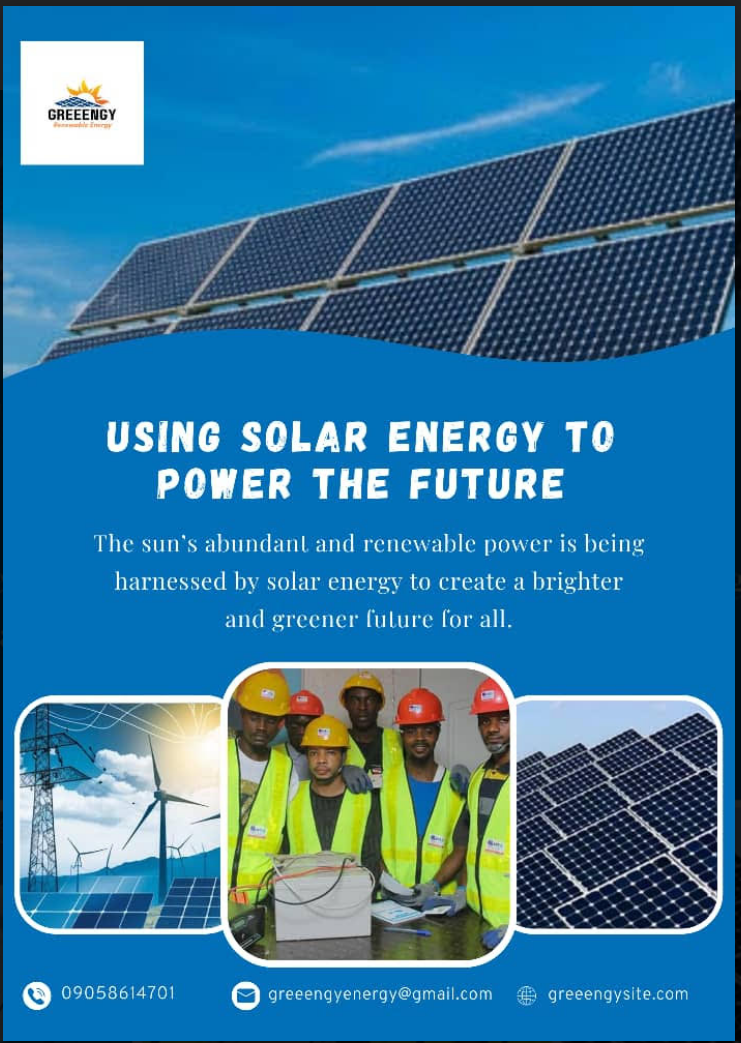 GREEENGY
Renewable Energy
USING SOLAR ENERGY TO
POWER THE FUTURE
The sun's abundant and renewable power is being
harnessed by solar energy to create a brighter
and greener future for all.
09058614701
greeengyenergy@gmail.com
greeengysite.com